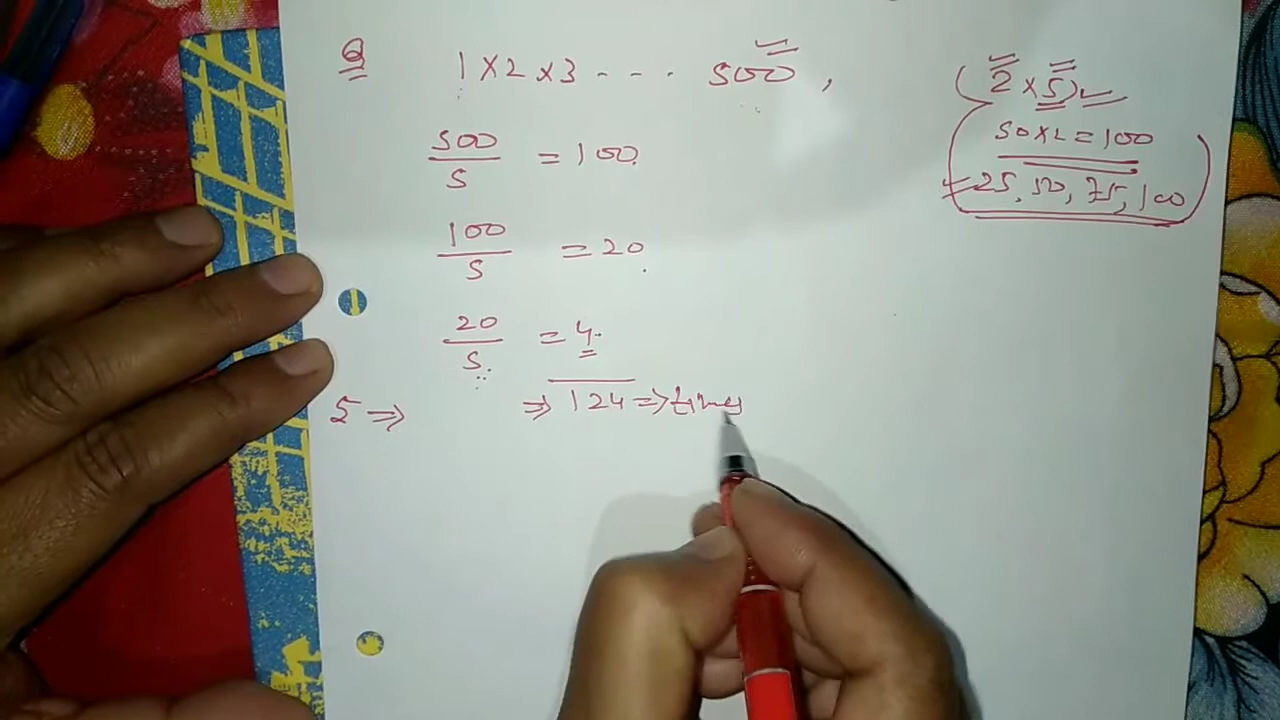 Q 1 X 2 X 3 - - - . 500 ,
(2 X 5)
50 X 2 = 100
25, 50, 75, 100
500/5 = 100.
100/5 = 20.
20/5. = 4.
5 ⇒ ⇒ 124 ⇒ times